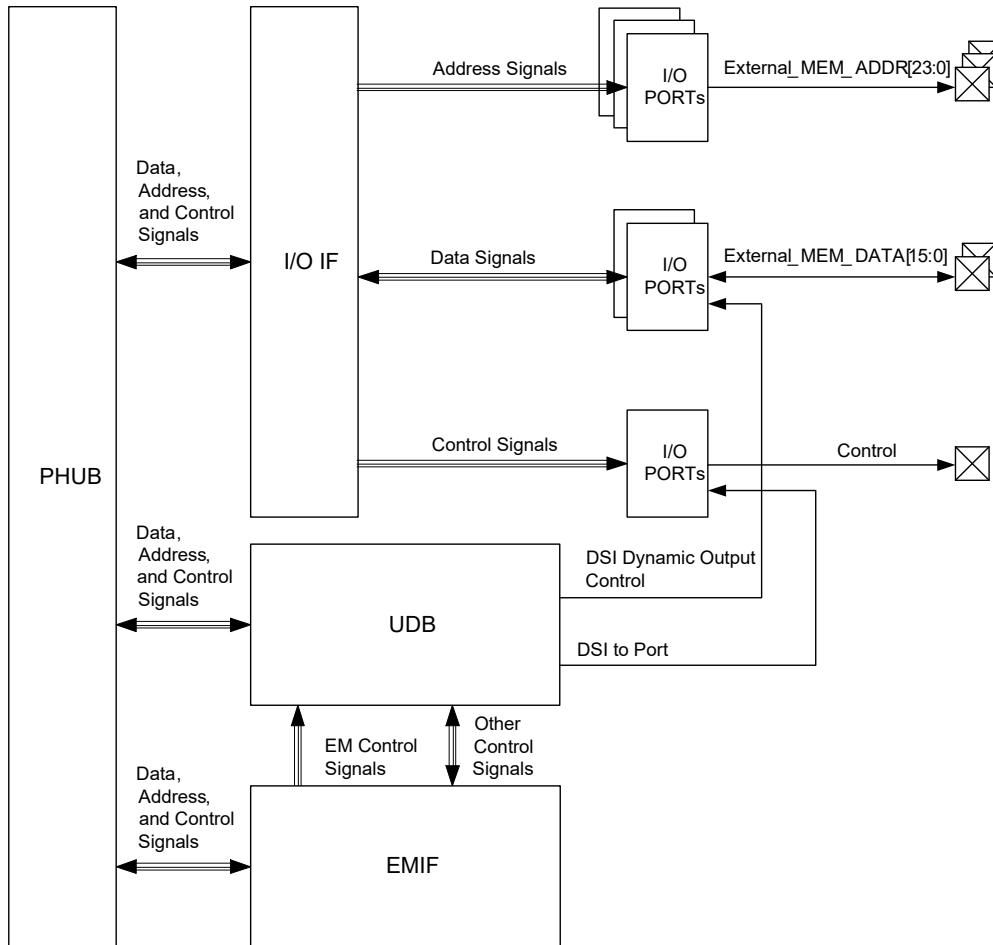 Address Signals
I/O
PORTs
External_MEM_ADDR[23:0]
Data,
Address,
and Control
Signals
I/O IF
Data Signals
I/O
PORTs
External_MEM_DATA[15:0]
Control Signals
I/O
PORTs
Control
PHUB
Data,
Address,
and Control
Signals
DSI Dynamic Output
Control
UDB
DSI to Port
EM Control
Signals
Other
Control
Signals
Data,
Address,
and Control
Signals
EMIF